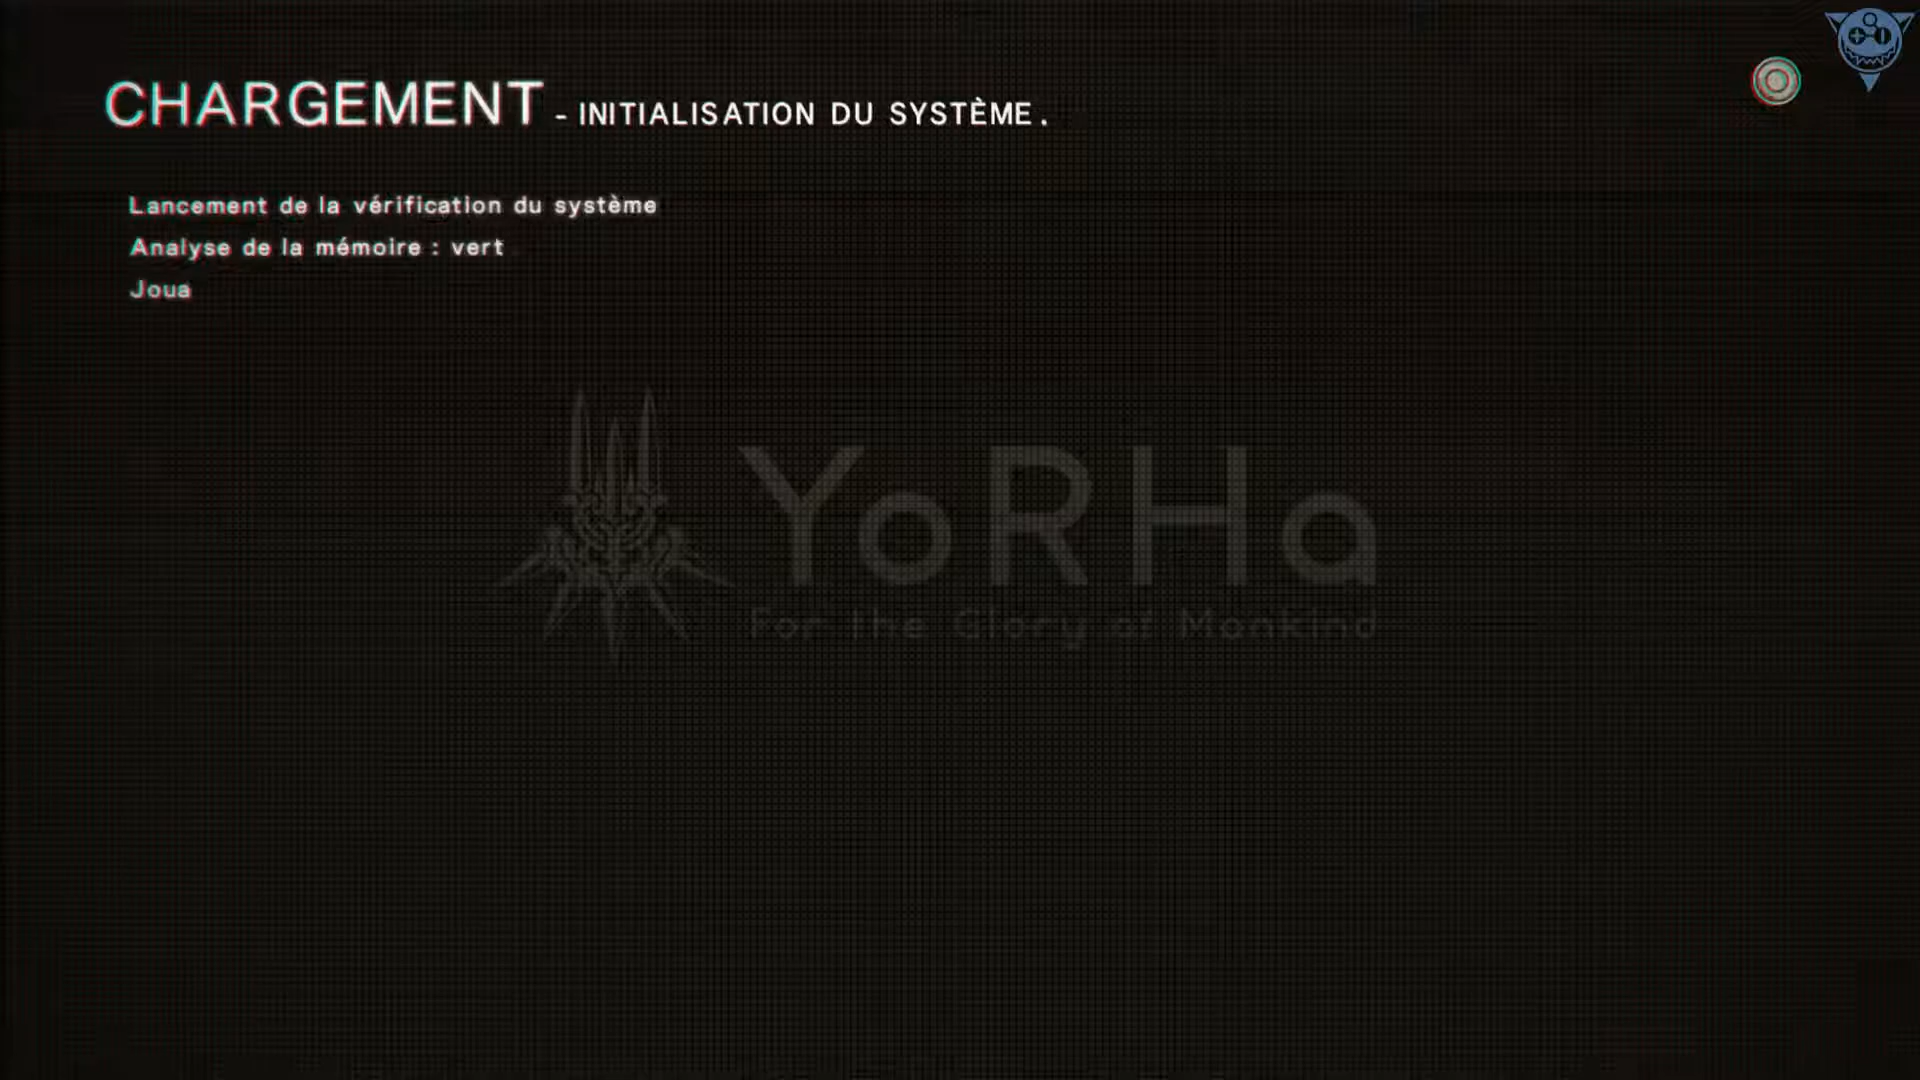 CHARGEMENT - INITIALISATION DU SYSTÈME.
Lancement de la vérification du système
Analyse de la mémoire : vert
Joua
YoRHa
For the Glory of Mankind